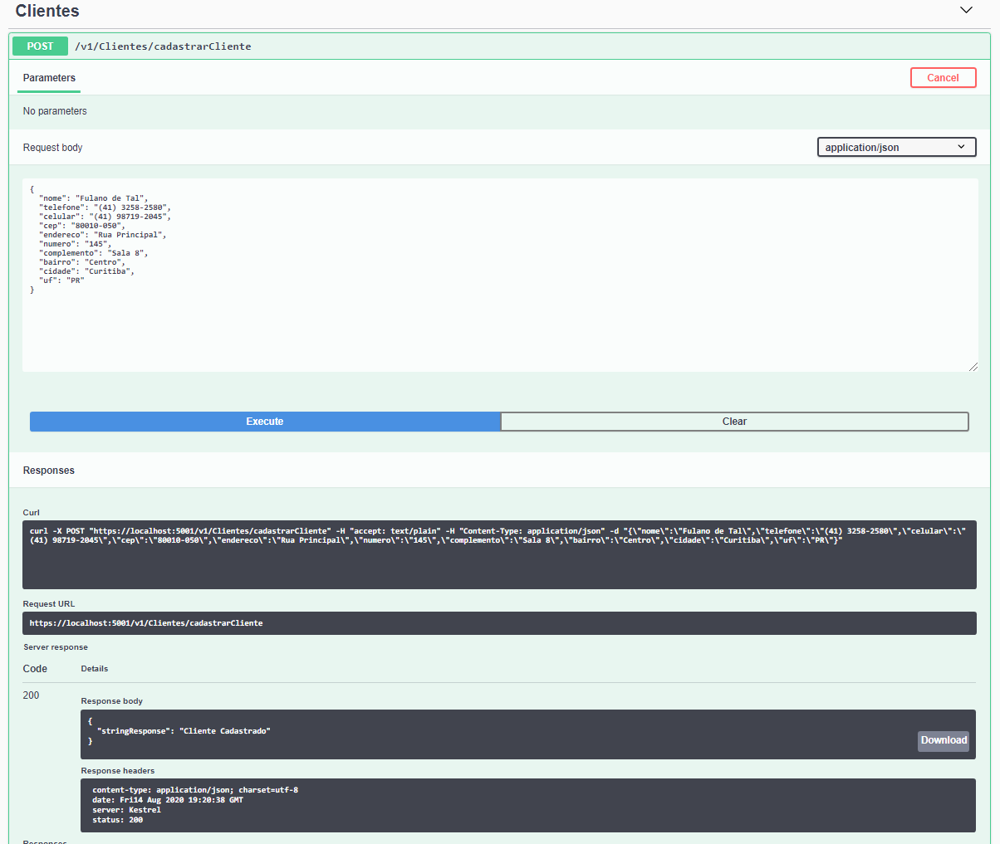 Clientes
POST /v1/Clientes/cadastrarCliente
Parameters
Cancel
No parameters
Request body
application/json
{
"nome": "Fulano de Tal",
"telefone": "(41) 3258-2580",
"celular": "(41) 98719-2045",
"cep": "80010-050",
"endereco": "Rua Principal",
"numero": "145",
"complemento": "Sala 8",
"bairro": "Centro",
"cidade": "Curitiba",
"uf": "PR"
}
Execute
Clear
Responses
Curl
curl -X POST "https://localhost:5001/v1/Clientes/cadastrarCliente" -H "accept: text/plain" -H "Content-Type: application/json" -d "{\"nome\":\"Fulano de Tal\",\"telefone\":\"(41) 3258-2580\",\"celular\":\"
(41) 98719-2045\",\"cep\":\"80010-050\",\"endereco\":\"Rua Principal\",\"numero\":\"145\",\"complemento\":\"Sala 8\",\"bairro\":\"Centro\",\"cidade\":\"Curitiba\",\"uf\":\"PR\"}"
Request URL
https://localhost:5001/v1/Clientes/cadastrarCliente
Server response
Code Details
200
Response body
{
"stringResponse": "Cliente Cadastrado"
}
Download
Response headers
content-type: application/json; charset=utf-8
date: Fri14 Aug 2020 19:20:38 GMT
server: Kestrel
status: 200
Responses